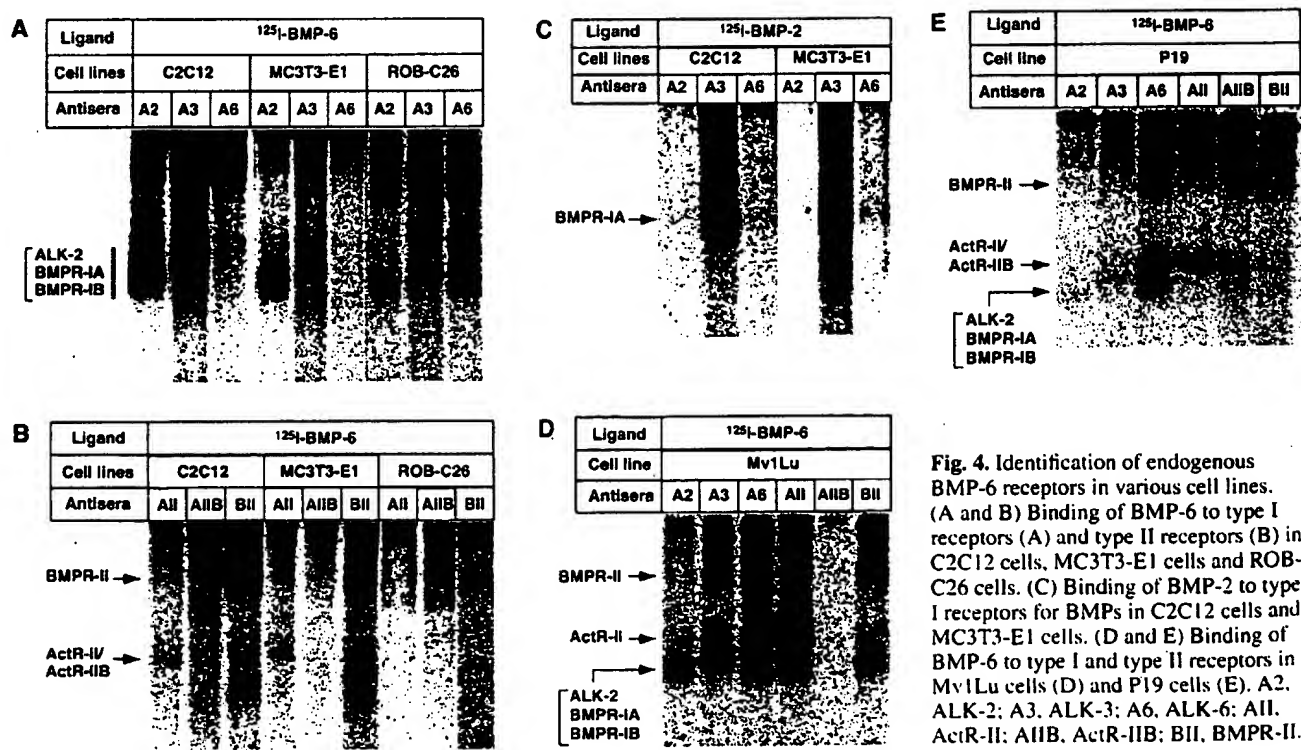 A
Ligand ¹²⁵I-BMP-6
Cell lines C2C12 MC3T3-E1 ROB-C26
Antisera A2 A3 A6 A2 A3 A6 A2 A3 A6
ALK-2
BMPR-IA
BMPR-IB
B
Ligand ¹²⁵I-BMP-6
Cell lines C2C12 MC3T3-E1 ROB-C26
Antisera AII AIIB BII AII AIIB BII AII AIIB BII
BMPR-II
ActR-II/
ActR-IIB
C
Ligand ¹²⁵I-BMP-2
Cell lines C2C12 MC3T3-E1
Antisera A2 A3 A6 A2 A3 A6
BMPR-IA
D
Ligand ¹²⁵I-BMP-6
Cell line Mv1Lu
Antisera A2 A3 A6 AII AIIB BII
BMPR-II
ActR-II
ALK-2
BMPR-IA
BMPR-IB
E
Ligand ¹²⁵I-BMP-6
Cell line P19
Antisera A2 A3 A6 AII AIIB BII
BMPR-II
ActR-II/
ActR-IIB
ALK-2
BMPR-IA
BMPR-IB
Fig. 4. Identification of endogenous
BMP-6 receptors in various cell lines.
(A and B) Binding of BMP-6 to type I
receptors (A) and type II receptors (B) in
C2C12 cells, MC3T3-E1 cells and ROB-
C26 cells. (C) Binding of BMP-2 to type
I receptors for BMPs in C2C12 cells and
MC3T3-E1 cells. (D and E) Binding of
BMP-6 to type I and type II receptors in
Mv1Lu cells (D) and P19 cells (E). A2,
ALK-2; A3, ALK-3; A6, ALK-6; AII,
ActR-II; AIIB, ActR-IIB; BII, BMPR-II.